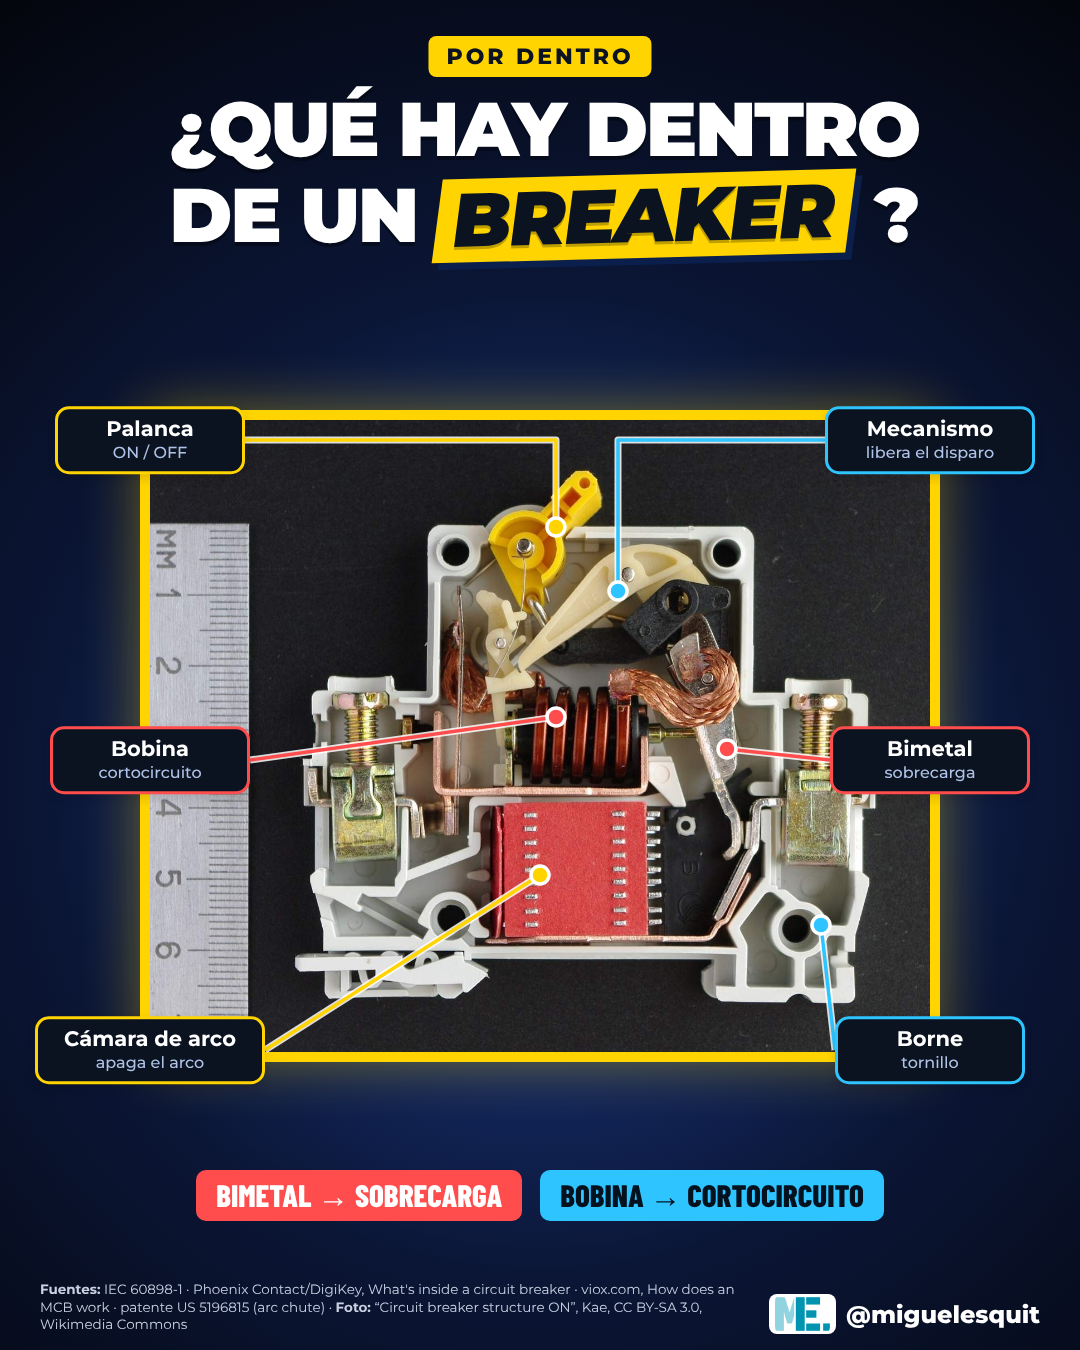 POR DENTRO
¿QUÉ HAY DENTRO
DE UN BREAKER ?
Palanca
ON / OFF
Mecanismo
libera el disparo
MM
1
2
Bobina
cortocircuito
Bimetal
sobrecarga
4
5
6
Cámara de arco
apaga el arco
Borne
tornillo
BIMETAL → SOBRECARGA
BOBINA → CORTOCIRCUITO
Fuentes: IEC 60898-1 · Phoenix Contact/DigiKey, What's inside a circuit breaker · viox.com, How does an
MCB work · patente US 5196815 (arc chute) · Foto: “Circuit breaker structure ON”, Kae, CC BY-SA 3.0,
Wikimedia Commons
ME.
@miguelesquit